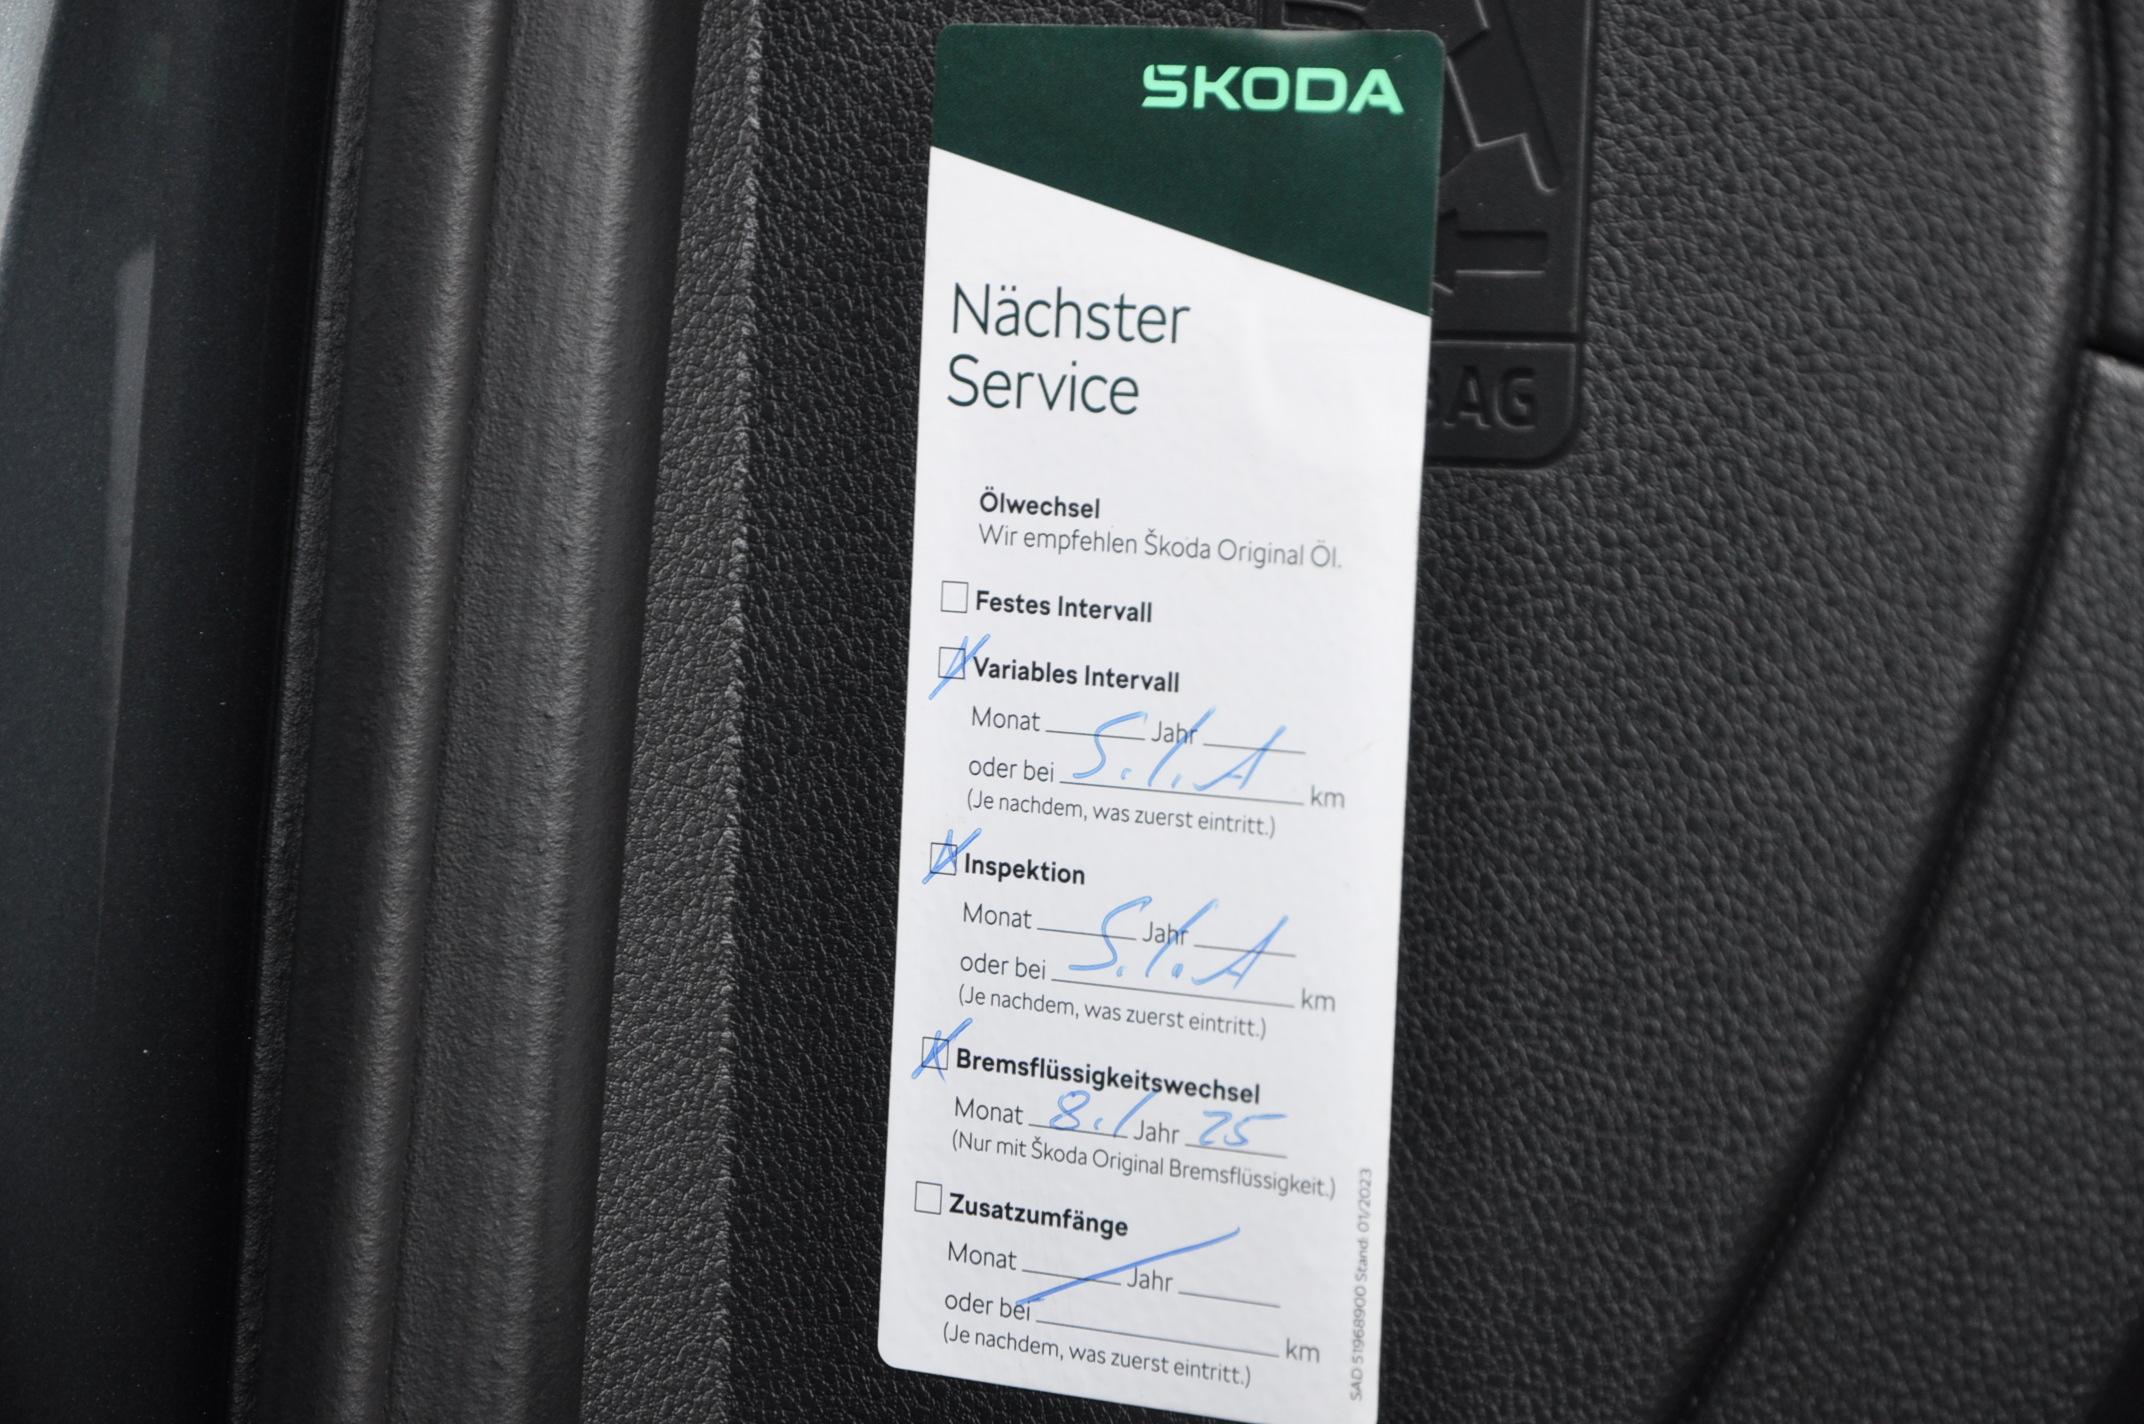 SKODA
Nächster
Service
Ölwechsel
Wir empfehlen Škoda Original Öl.
Festes Intervall
Variables Intervall
Monat Jahr
oder bei S.I.A km
(Je nachdem, was zuerst eintritt.)
Inspektion
Monat Jahr
oder bei S.I.A km
(Je nachdem, was zuerst eintritt.)
Bremsflüssigkeitswechsel
Monat 8./ Jahr 25
(Nur mit Škoda Original Bremsflüssigkeit.)
Zusatzumfänge
Monat Jahr
oder bei km
(Je nachdem, was zuerst eintritt.)
SAD 51968900 Stand: 01/2023